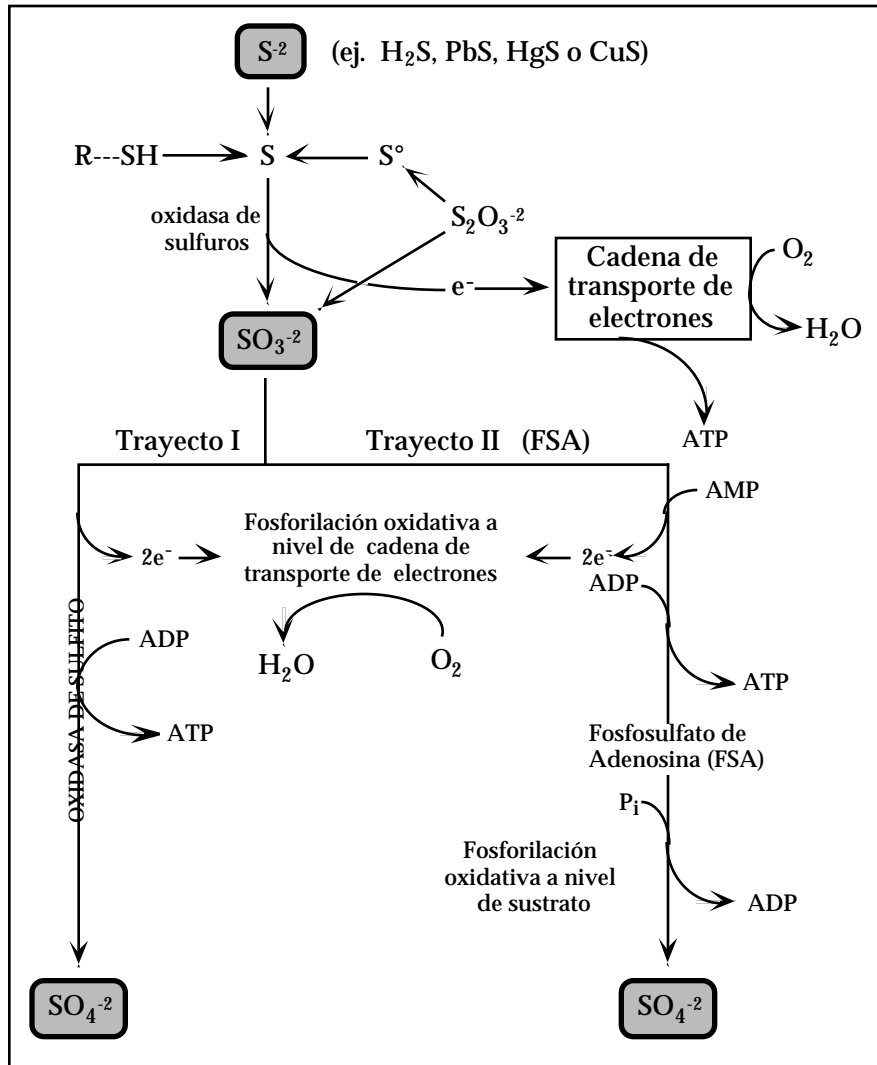 S-2 (ej. H2S, PbS, HgS o CuS)
R---SH S S°
S2O3-2
oxidasa de
sulfuros
e-
Cadena de
transporte de
electrones
O2
H2O
SO3-2
ATP
Trayecto I Trayecto II (FSA)
AMP
Fosforilación oxidativa a
nivel de cadena de
transporte de electrones
2e- 2e-
ADP
H2O O2
OXIDASA DE SULFITO
ADP
ATP
ATP
Fosfosulfato de
Adenosina (FSA)
Pi
Fosforilación
oxidativa a nivel
de sustrato
ADP
SO4-2 SO4-2